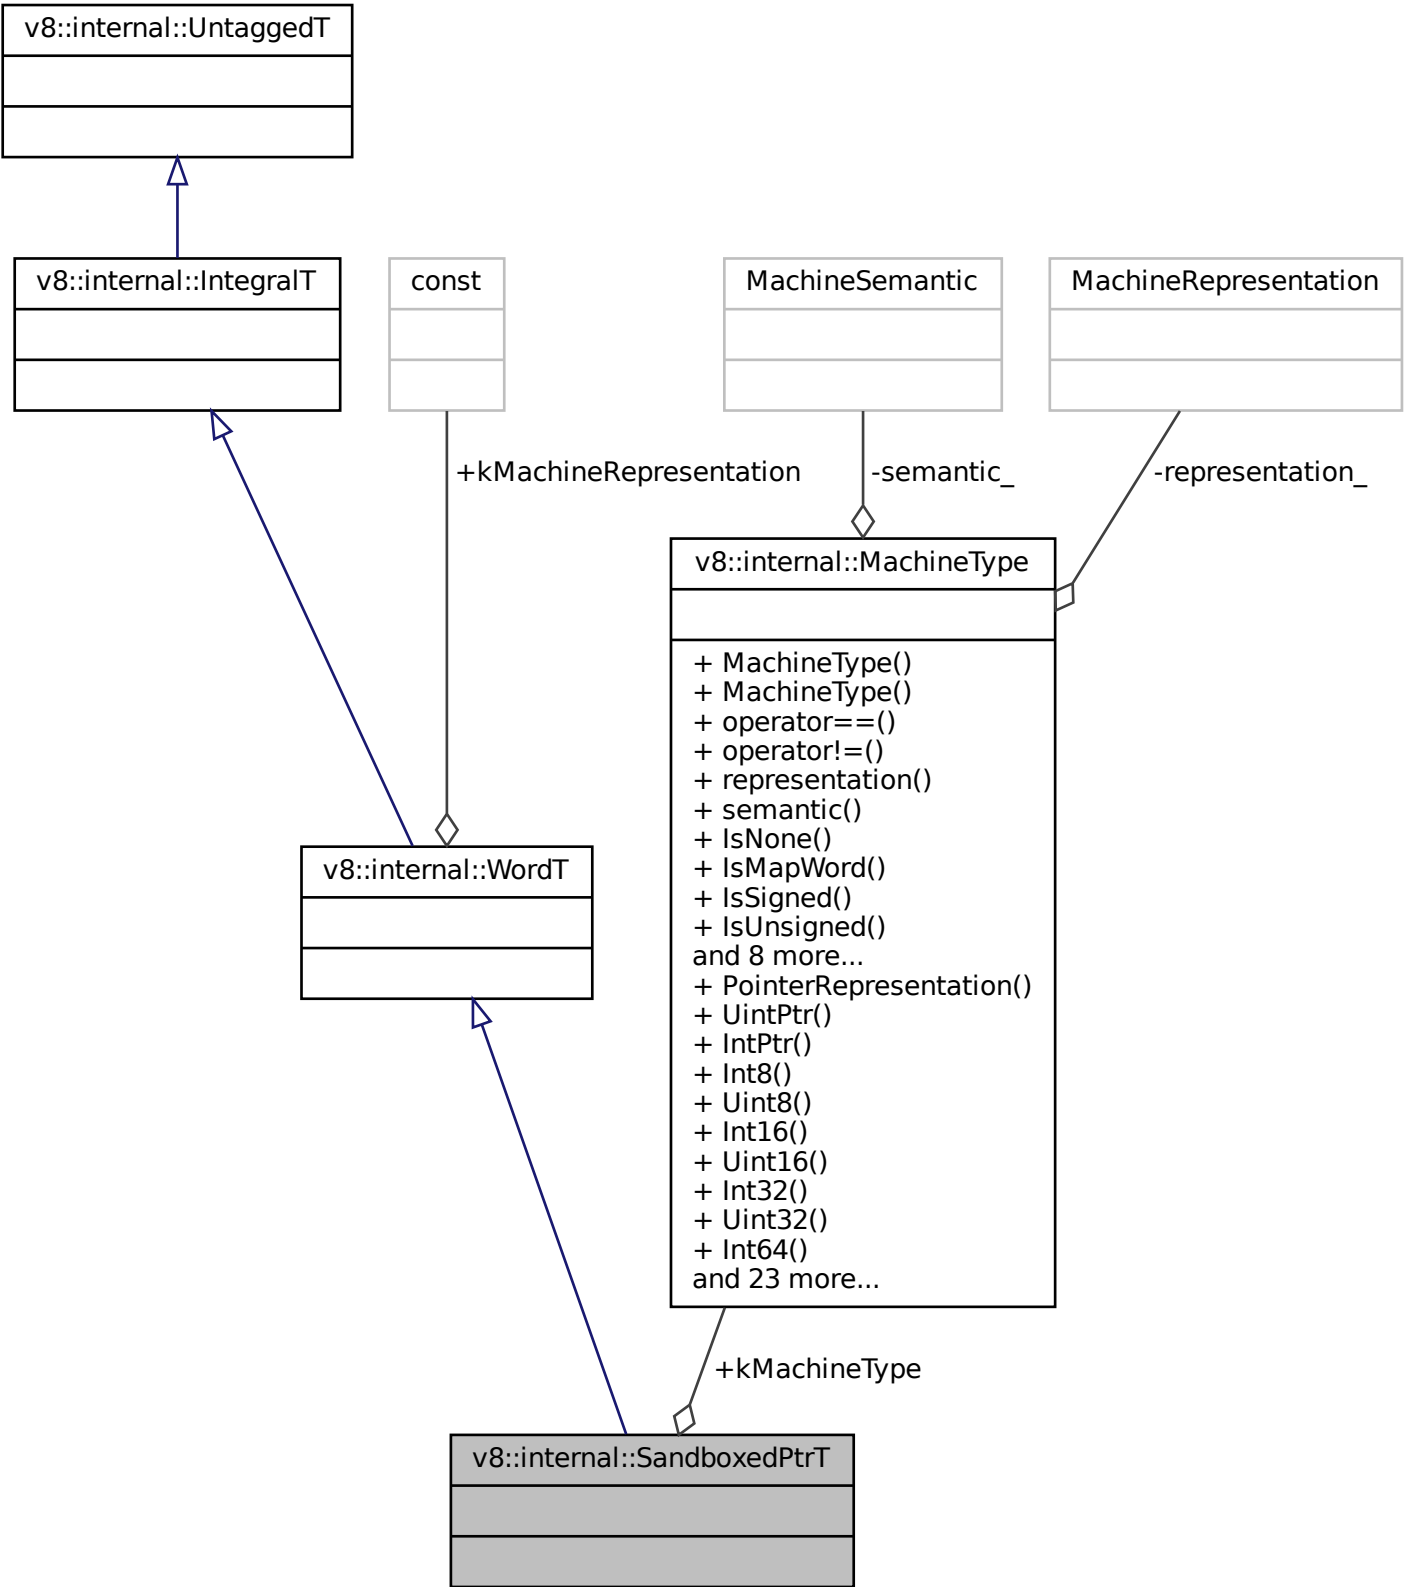 v8::internal::UntaggedT
v8::internal::IntegralT
const
MachineSemantic
MachineRepresentation
+kMachineRepresentation
-semantic_
-representation_
v8::internal::MachineType
+ MachineType()
+ MachineType()
+ operator==()
+ operator!=()
+ representation()
+ semantic()
+ IsNone()
+ IsMapWord()
+ IsSigned()
+ IsUnsigned()
and 8 more...
+ PointerRepresentation()
+ UintPtr()
+ IntPtr()
+ Int8()
+ Uint8()
+ Int16()
+ Uint16()
+ Int32()
+ Uint32()
+ Int64()
and 23 more...
v8::internal::WordT
+kMachineType
v8::internal::SandboxedPtrT